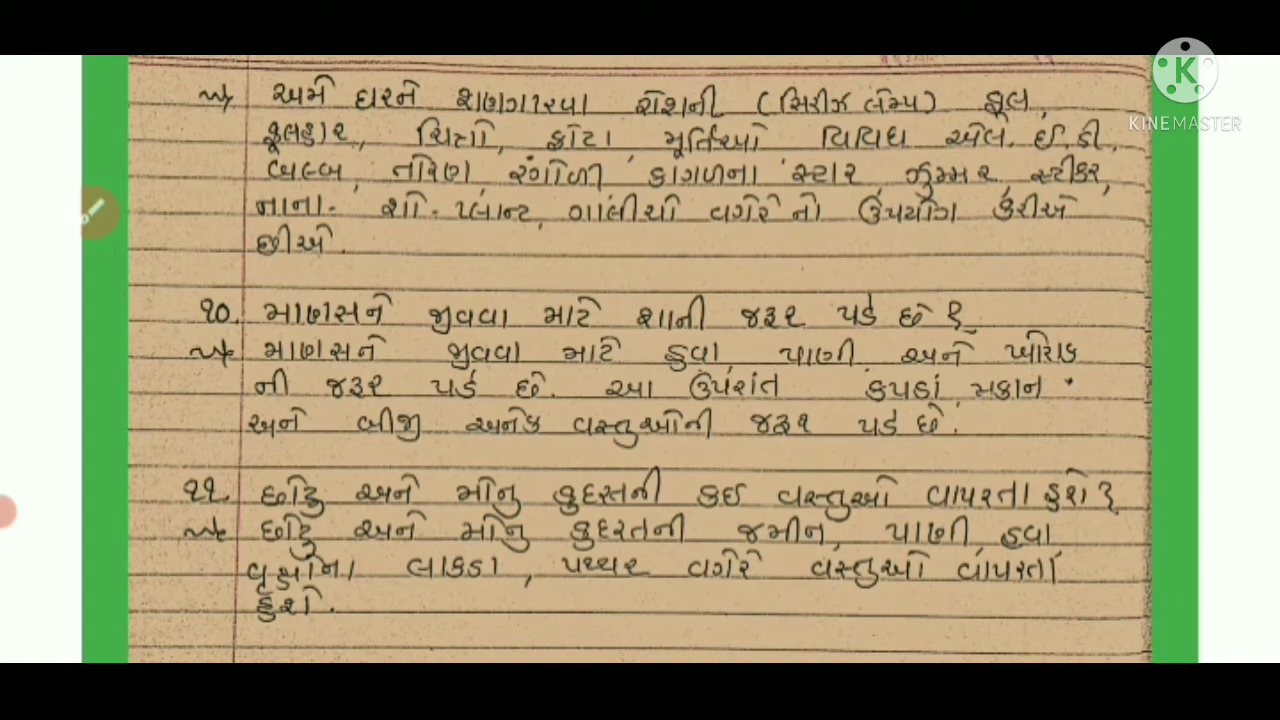 અમે ઘરને શણગારવા રોશની (સિરીઝ લેમ્પ) ફૂલ,
ફૂલહાર, ચિત્રો, ફોટા, મૂર્તિઓ વિવિધ એલ. ઈ. ડી.
બલ્બ, તોરણ, રંગોળી કાગળના સ્ટાર ઝુમ્મર સ્ટીકર,
નાના. શો. પ્લાન્ટ, ગાલીચો વગેરે નો ઉપયોગ કરીએ
છીએ.
૧૦. માણસને જીવવા માટે શાની જરૂર પડે છે ?
માણસને જીવવા માટે હવા, પાણી અને ખોરાક
ની જરૂર પડે છે. આ ઉપરાંત કપડાં, મકાન
અને બીજી અનેક વસ્તુઓની જરૂર પડે છે.
૧૧. છોટુ અને મોનુ કુદરતની કઈ વસ્તુઓ વાપરતા હશે ?
છોટુ અને મોનુ કુદરતની જમીન, પાણી, હવા
વૃક્ષોના લાકડા, પથ્થર વગેરે વસ્તુઓ વાપરતા
હશે.
KINEMASTER